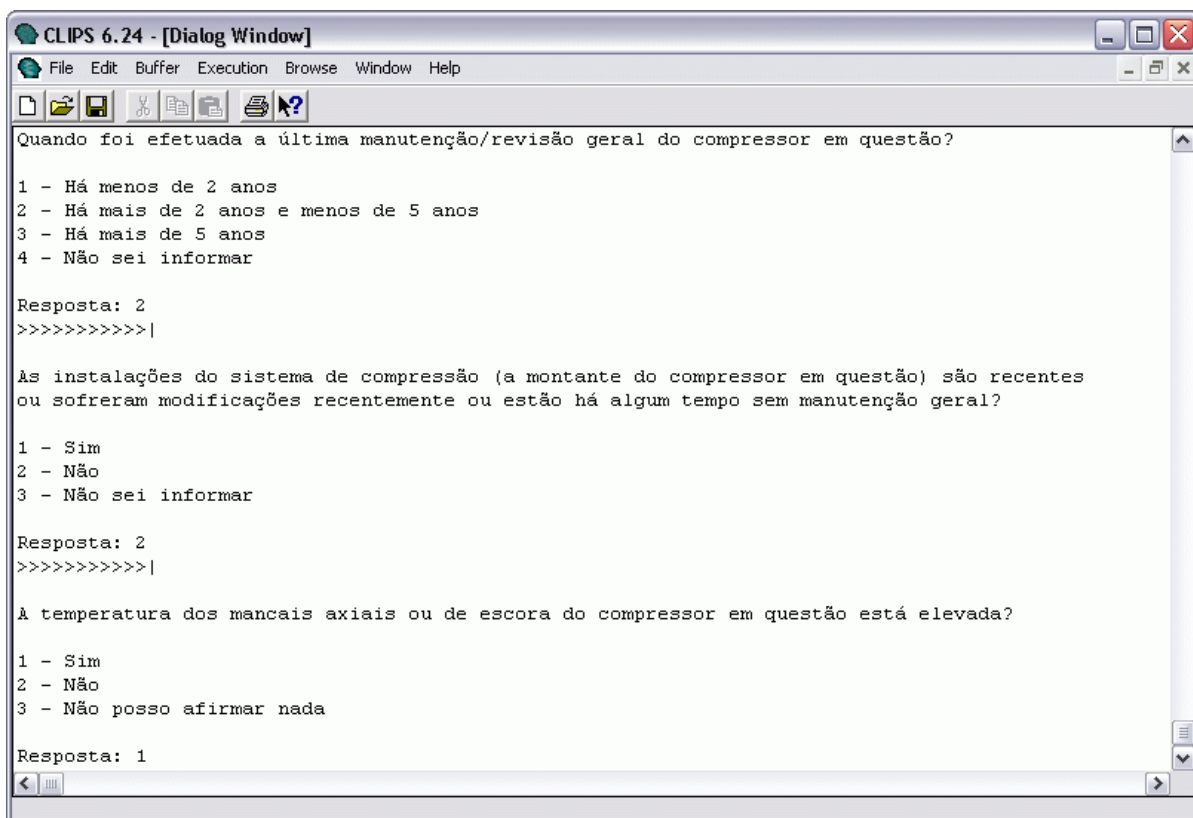 CLIPS 6.24 - [Dialog Window]
File Edit Buffer Execution Browse Window Help
Quando foi efetuada a última manutenção/revisão geral do compressor em questão?
1 - Há menos de 2 anos
2 - Há mais de 2 anos e menos de 5 anos
3 - Há mais de 5 anos
4 - Não sei informar
Resposta: 2
>>>>>>>>>>>|
As instalações do sistema de compressão (a montante do compressor em questão) são recentes
ou sofreram modificações recentemente ou estão há algum tempo sem manutenção geral?
1 - Sim
2 - Não
3 - Não sei informar
Resposta: 2
>>>>>>>>>>>|
A temperatura dos mancais axiais ou de escora do compressor em questão está elevada?
1 - Sim
2 - Não
3 - Não posso afirmar nada
Resposta: 1